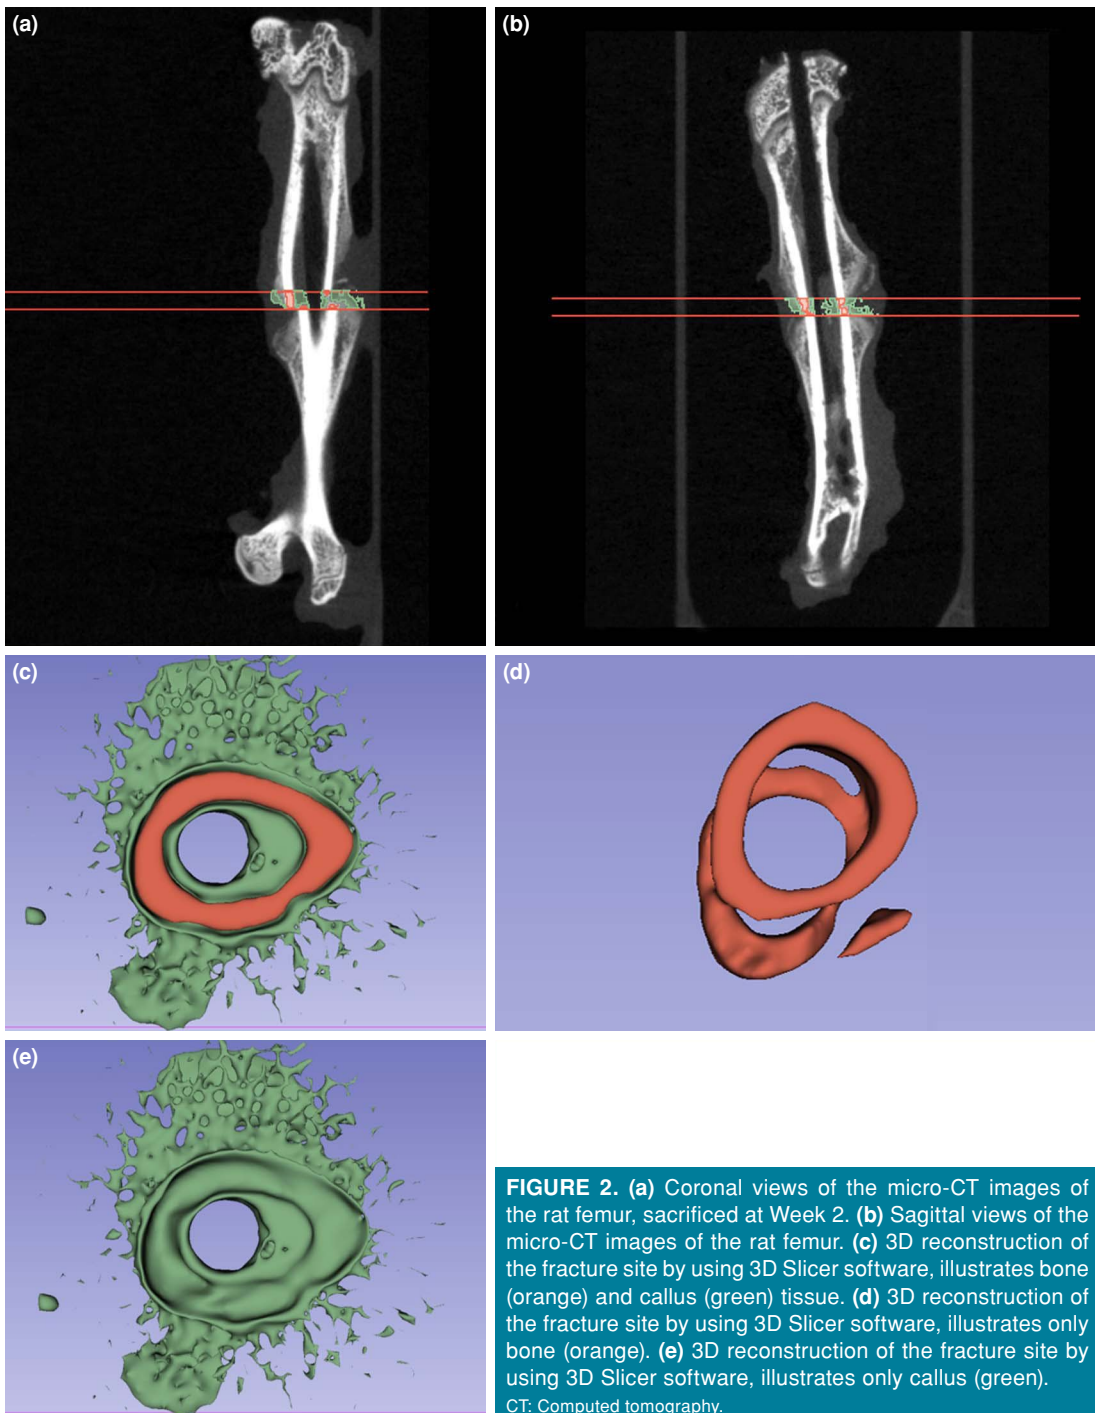 (a)
(b)
(c)
(d)
(e)
FIGURE 2. (a) Coronal views of the micro-CT images of
the rat femur, sacrificed at Week 2. (b) Sagittal views of the
micro-CT images of the rat femur. (c) 3D reconstruction of
the fracture site by using 3D Slicer software, illustrates bone
(orange) and callus (green) tissue. (d) 3D reconstruction of
the fracture site by using 3D Slicer software, illustrates only
bone (orange). (e) 3D reconstruction of the fracture site by
using 3D Slicer software, illustrates only callus (green).
CT: Computed tomography.